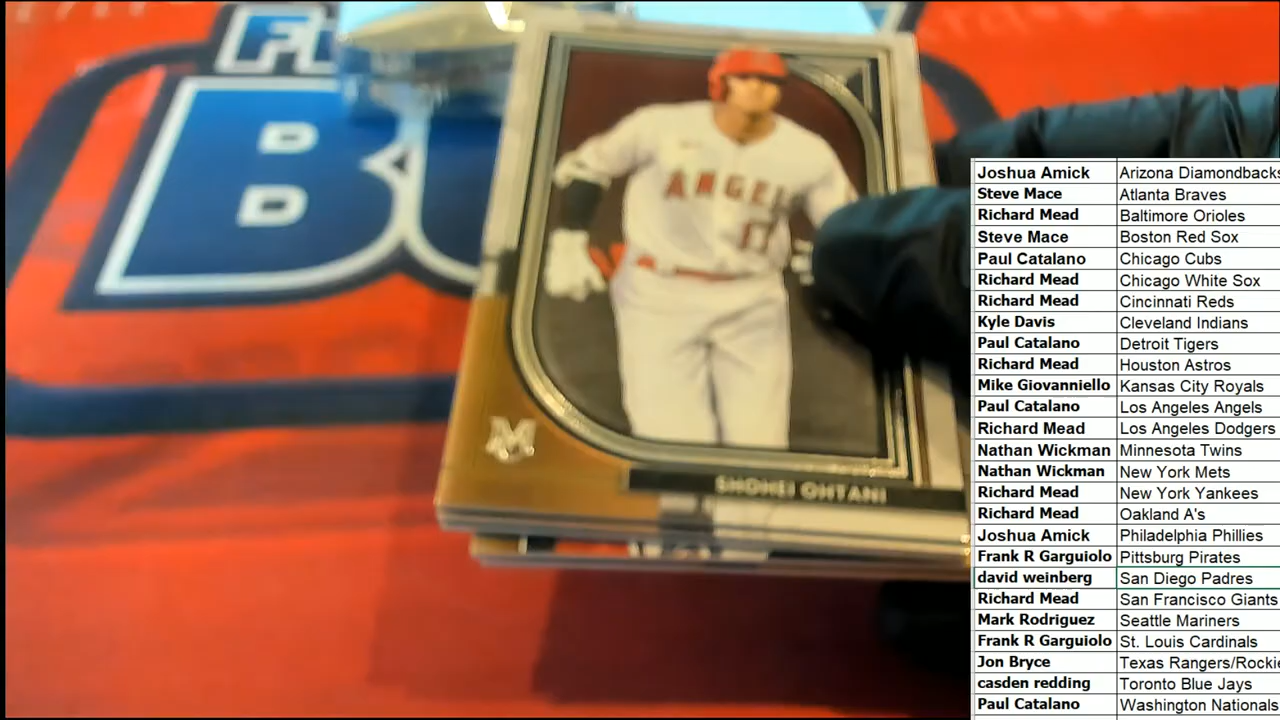 ANGEL
17
M
SHOHEI OHTANI
Joshua Amick Arizona Diamondbacks
Steve Mace Atlanta Braves
Richard Mead Baltimore Orioles
Steve Mace Boston Red Sox
Paul Catalano Chicago Cubs
Richard Mead Chicago White Sox
Richard Mead Cincinnati Reds
Kyle Davis Cleveland Indians
Paul Catalano Detroit Tigers
Richard Mead Houston Astros
Mike Giovanniello Kansas City Royals
Paul Catalano Los Angeles Angels
Richard Mead Los Angeles Dodgers
Nathan Wickman Minnesota Twins
Nathan Wickman New York Mets
Richard Mead New York Yankees
Richard Mead Oakland A's
Joshua Amick Philadelphia Phillies
Frank R Garguiolo Pittsburg Pirates
david weinberg San Diego Padres
Richard Mead San Francisco Giants
Mark Rodriguez Seattle Mariners
Frank R Garguiolo St. Louis Cardinals
Jon Bryce Texas Rangers/Rockie
casden redding Toronto Blue Jays
Paul Catalano Washington Nationals